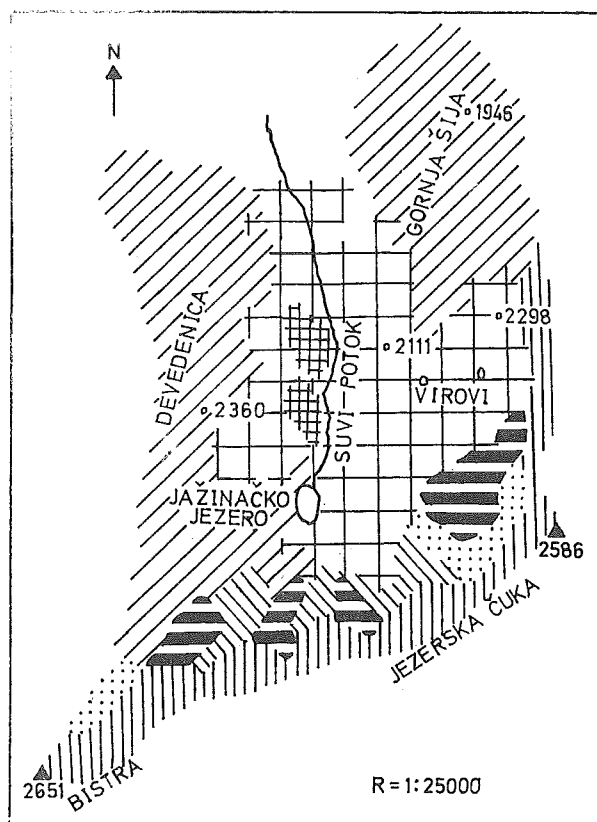 N
1946
GORNJA ŠIJA
DEVEDENICA
2298
2111
SUVI-POTOK
VIROVI
2360
JAŽINAČKO
JEZERO
2586
JEZERSKA ČUKA
2651
BISTRA
R=1:25000